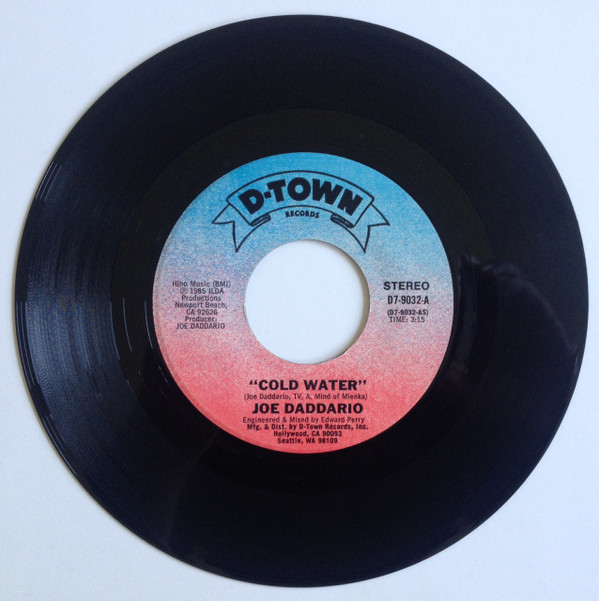 D-TOWN
RECORDS
Hiho Music (BMI)
℗ 1985 ILDA
Productions
Newport Beach,
CA 92626
Producer:
JOE DADDARIO
STEREO
D7-9032-A
(D7-9032-AS)
TIME: 3:15
"COLD WATER"
(Joe Daddario, TV, A. Mind of Mienka)
JOE DADDARIO
Engineered & Mixed by Edward Perry
Mfg. & Dist. by D-Town Records, Inc.
Hollywood, CA 90093
Seattle, WA 98109